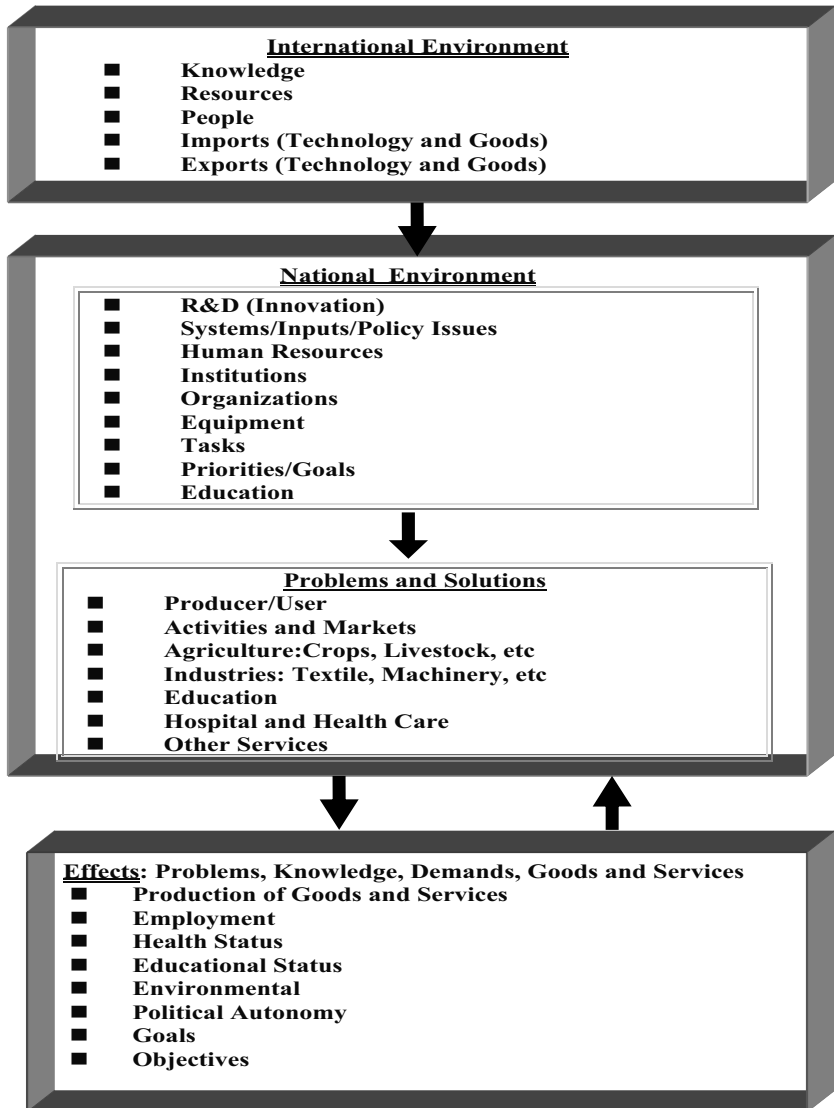 International Environment
■ Knowledge
■ Resources
■ People
■ Imports (Technology and Goods)
■ Exports (Technology and Goods)
National Environment
■ R&D (Innovation)
■ Systems/Inputs/Policy Issues
■ Human Resources
■ Institutions
■ Organizations
■ Equipment
■ Tasks
■ Priorities/Goals
■ Education
Problems and Solutions
■ Producer/User
■ Activities and Markets
■ Agriculture:Crops, Livestock, etc
■ Industries: Textile, Machinery, etc
■ Education
■ Hospital and Health Care
■ Other Services
Effects: Problems, Knowledge, Demands, Goods and Services
■ Production of Goods and Services
■ Employment
■ Health Status
■ Educational Status
■ Environmental
■ Political Autonomy
■ Goals
■ Objectives